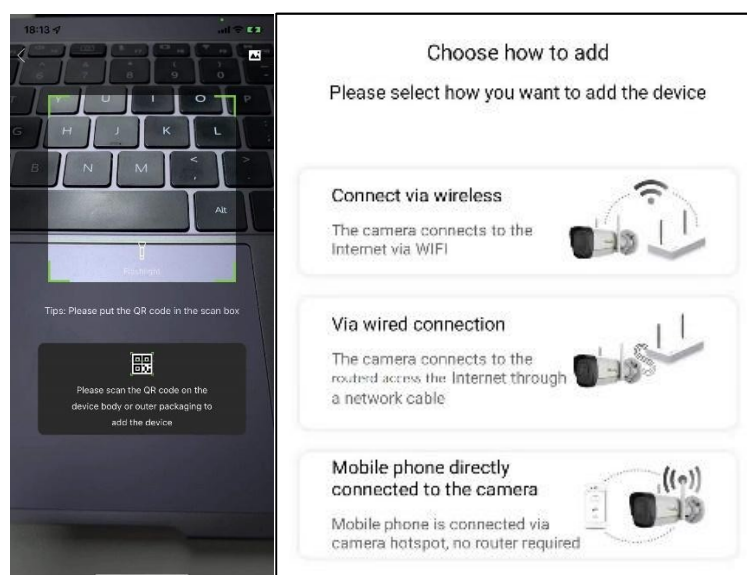 18:13
Y U I O P
G H J K L
B N M < , >
Alt
Tips: Please put the QR code in the scan box
Please scan the QR code on the
device body or outer packaging to
add the device
Choose how to add
Please select how you want to add the device
Connect via wireless
The camera connects to the
Internet via WIFI
Via wired connection
The camera connects to the
routerd access the Internet through
a network cable
Mobile phone directly
connected to the camera
Mobile phone is connected via
camera hotspot, no router required